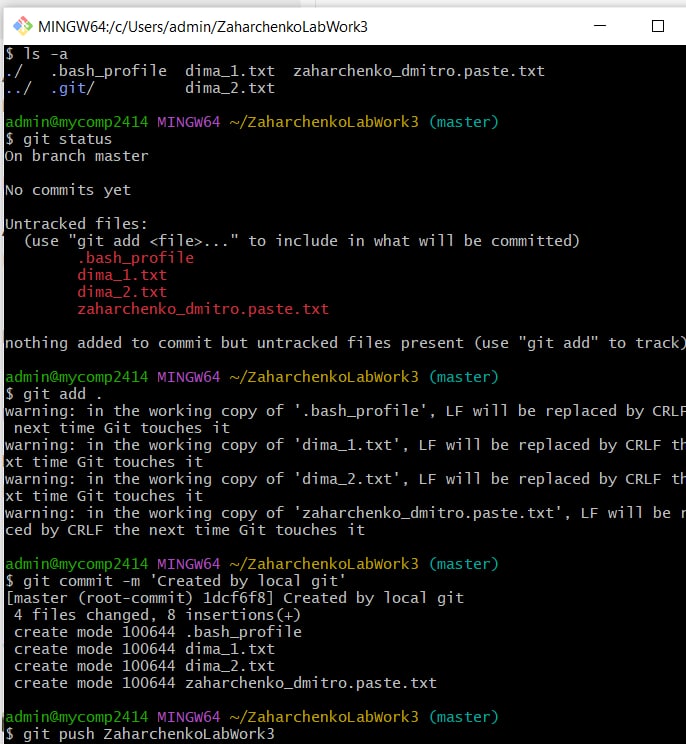 MINGW64:/c/Users/admin/ZaharchenkoLabWork3
$ ls -a
./ .bash_profile dima_1.txt zaharchenko_dmitro.paste.txt
../ .git/ dima_2.txt
admin@mycomp2414 MINGW64 ~/ZaharchenkoLabWork3 (master)
$ git status
On branch master
No commits yet
Untracked files:
(use "git add <file>..." to include in what will be committed)
.bash_profile
dima_1.txt
dima_2.txt
zaharchenko_dmitro.paste.txt
nothing added to commit but untracked files present (use "git add" to track)
admin@mycomp2414 MINGW64 ~/ZaharchenkoLabWork3 (master)
$ git add .
warning: in the working copy of '.bash_profile', LF will be replaced by CRLF
next time Git touches it
warning: in the working copy of 'dima_1.txt', LF will be replaced by CRLF th
xt time Git touches it
warning: in the working copy of 'dima_2.txt', LF will be replaced by CRLF th
xt time Git touches it
warning: in the working copy of 'zaharchenko_dmitro.paste.txt', LF will be r
ced by CRLF the next time Git touches it
admin@mycomp2414 MINGW64 ~/ZaharchenkoLabWork3 (master)
$ git commit -m 'Created by local git'
[master (root-commit) 1dcf6f8] Created by local git
4 files changed, 8 insertions(+)
create mode 100644 .bash_profile
create mode 100644 dima_1.txt
create mode 100644 dima_2.txt
create mode 100644 zaharchenko_dmitro.paste.txt
admin@mycomp2414 MINGW64 ~/ZaharchenkoLabWork3 (master)
$ git push ZaharchenkoLabWork3